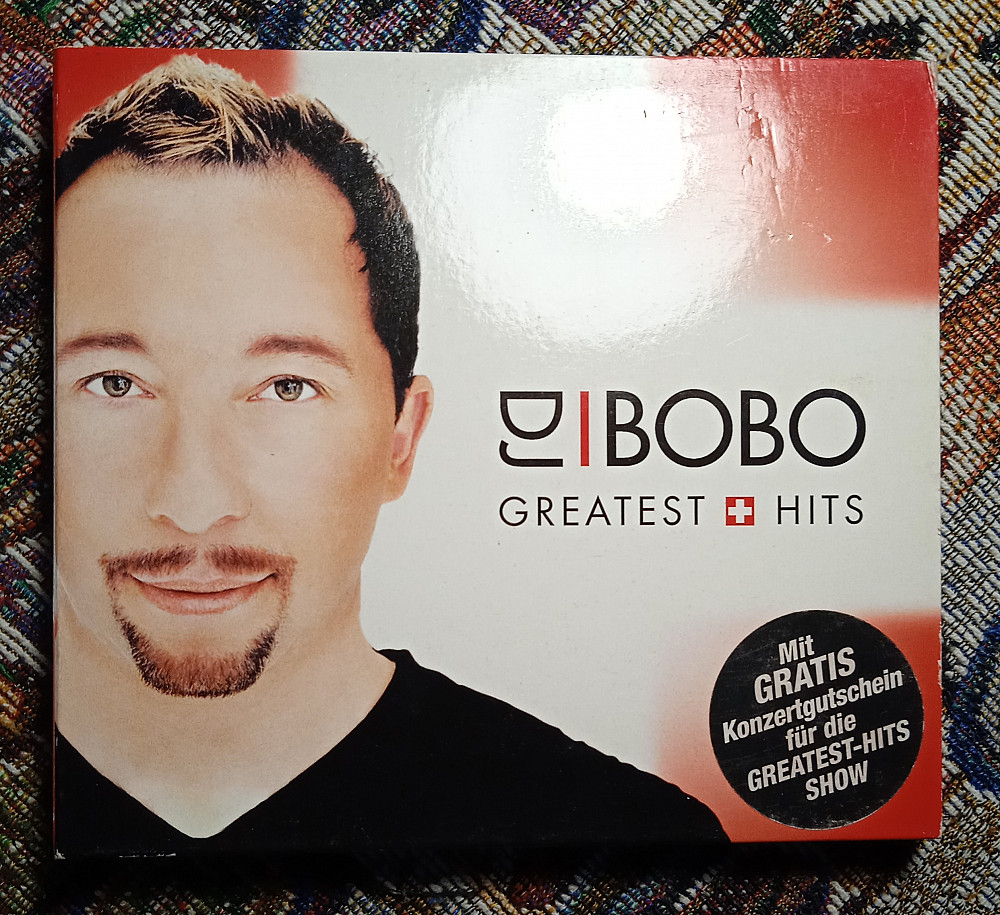 DJ BOBO
GREATEST HITS
Mit
GRATIS
Konzertgutschein
für die
GREATEST-HITS
SHOW